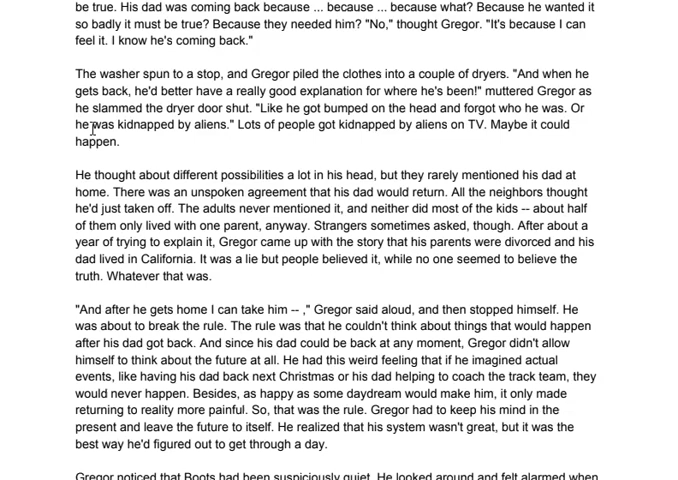 be true. His dad was coming back because ... because ... because what? Because he wanted it
so badly it must be true? Because they needed him? "No," thought Gregor. "It's because I can
feel it. I know he's coming back."
The washer spun to a stop, and Gregor piled the clothes into a couple of dryers. "And when he
gets back, he'd better have a really good explanation for where he's been!" muttered Gregor as
he slammed the dryer door shut. "Like he got bumped on the head and forgot who he was. Or
he was kidnapped by aliens." Lots of people got kidnapped by aliens on TV. Maybe it could
happen.
He thought about different possibilities a lot in his head, but they rarely mentioned his dad at
home. There was an unspoken agreement that his dad would return. All the neighbors thought
he'd just taken off. The adults never mentioned it, and neither did most of the kids -- about half
of them only lived with one parent, anyway. Strangers sometimes asked, though. After about a
year of trying to explain it, Gregor came up with the story that his parents were divorced and his
dad lived in California. It was a lie but people believed it, while no one seemed to believe the
truth. Whatever that was.
"And after he gets home I can take him -- ," Gregor said aloud, and then stopped himself. He
was about to break the rule. The rule was that he couldn't think about things that would happen
after his dad got back. And since his dad could be back at any moment, Gregor didn't allow
himself to think about the future at all. He had this weird feeling that if he imagined actual
events, like having his dad back next Christmas or his dad helping to coach the track team, they
would never happen. Besides, as happy as some daydream would make him, it only made
returning to reality more painful. So, that was the rule. Gregor had to keep his mind in the
present and leave the future to itself. He realized that his system wasn't great, but it was the
best way he'd figured out to get through a day.
Gregor noticed that Boots had been suspiciously quiet. He looked around and felt alarmed when